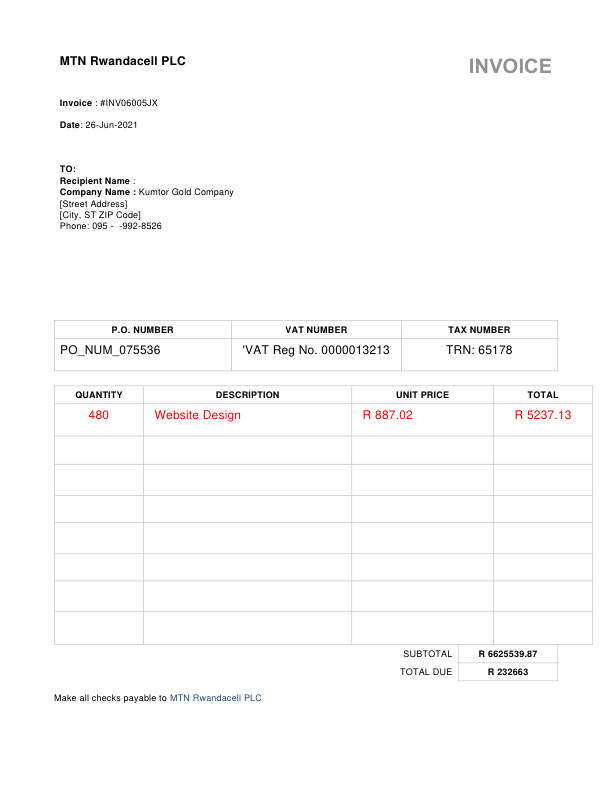 MTN Rwandacell PLC
INVOICE
Invoice : #INV06005JX
Date: 26-Jun-2021
TO:
Recipient Name :
Company Name : Kumtor Gold Company
[Street Address]
[City, ST ZIP Code]
Phone: 095 - -992-8526
P.O. NUMBER VAT NUMBER TAX NUMBER
PO_NUM_075536 'VAT Reg No. 0000013213 TRN: 65178
QUANTITY DESCRIPTION UNIT PRICE TOTAL
480 Website Design R 887.02 R 5237.13
SUBTOTAL R 6625539.87
TOTAL DUE R 232663
Make all checks payable to MTN Rwandacell PLC